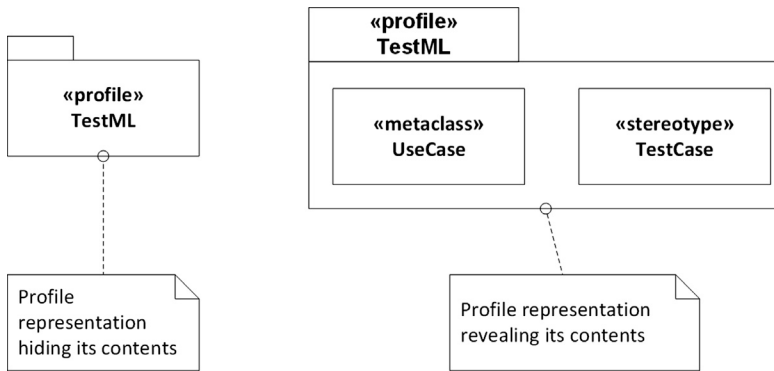 «profile»
TestML
«profile»
TestML
«metaclass»
UseCase
«stereotype»
TestCase
Profile
representation
hiding its contents
Profile representation
revealing its contents